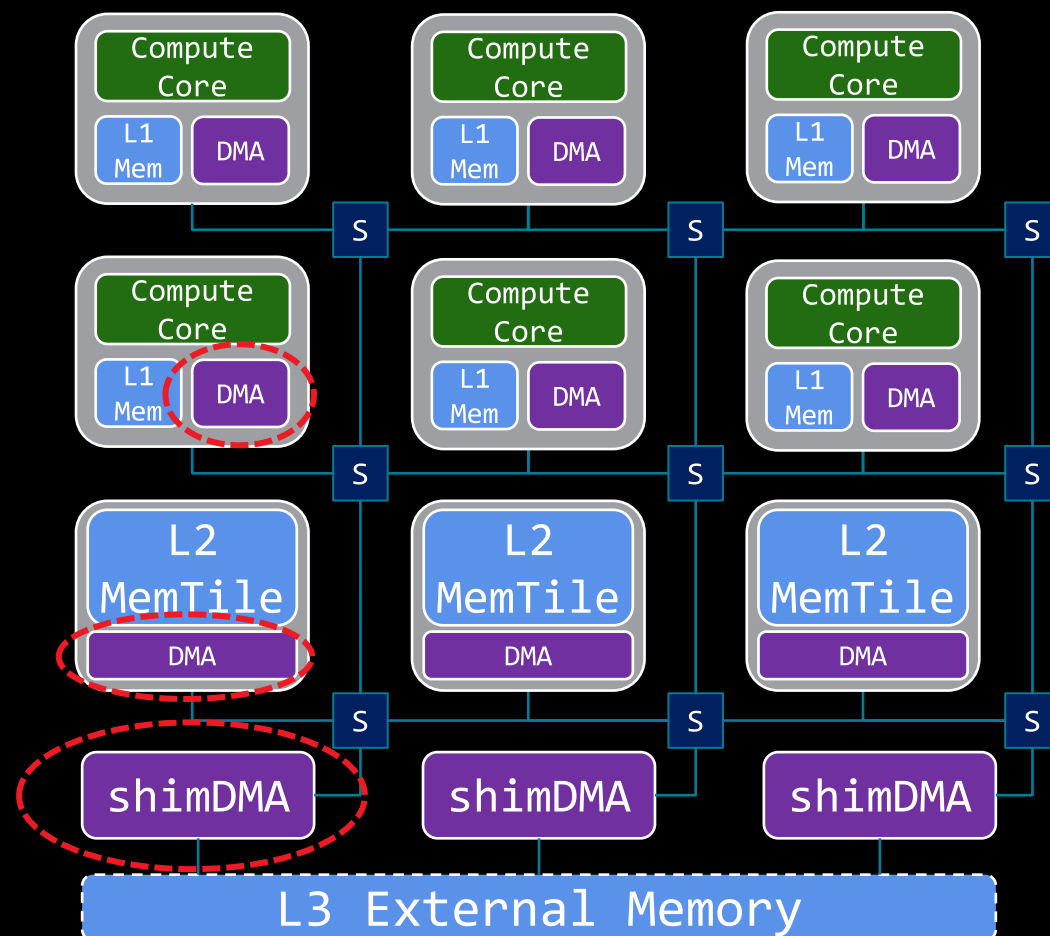 Compute
Core
L1
Mem
DMA
Compute
Core
L1
Mem
DMA
Compute
Core
L1
Mem
DMA
S
S
S
Compute
Core
L1
Mem
DMA
Compute
Core
L1
Mem
DMA
Compute
Core
L1
Mem
DMA
S
S
S
L2
MemTile
DMA
L2
MemTile
DMA
L2
MemTile
DMA
S
S
S
shimDMA
shimDMA
shimDMA
L3 External Memory